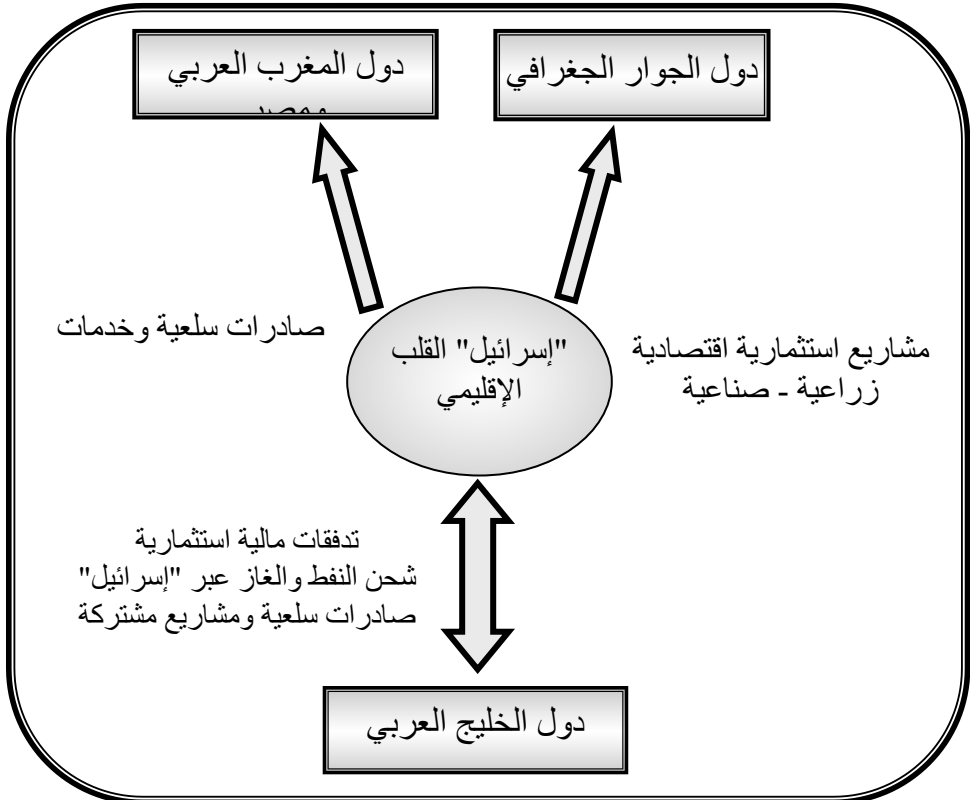 دول الجوار الجغرافي
دول المغرب العربي
ومصر
"إسرائيل" القلب
الإقليمي
مشاريع استثمارية اقتصادية
زراعية - صناعية
صادرات سلعية وخدمات
تدفقات مالية استثمارية
شحن النفط والغاز عبر "إسرائيل"
صادرات سلعية ومشاريع مشتركة
دول الخليج العربي